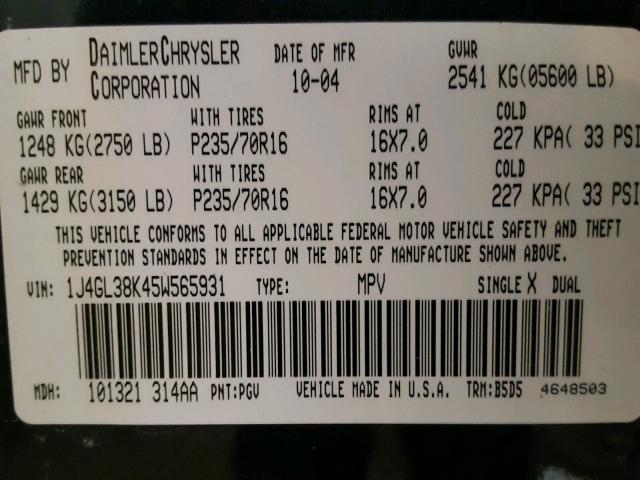 MFD BY DAIMLERCHRYSLER CORPORATION DATE OF MFR 10-04 GVWR 2541 KG(05600 LB)
GAWR FRONT WITH TIRES RIMS AT COLD
1248 KG(2750 LB) P235/70R16 16X7.0 227 KPA( 33 PSI
GAWR REAR WITH TIRES RIMS AT COLD
1429 KG(3150 LB) P235/70R16 16X7.0 227 KPA( 33 PSI
THIS VEHICLE CONFORMS TO ALL APPLICABLE FEDERAL MOTOR VEHICLE SAFETY AND THEFT
PREVENTION STANDARDS IN EFFECT ON THE DATE OF MANUFACTURE SHOWN ABOVE.
VIN: 1J4GL38K45W565931 TYPE: MPV SINGLE X DUAL
MDH: 101321 314AA PNT:PGV VEHICLE MADE IN U.S.A. TRM:B5D5 4648503